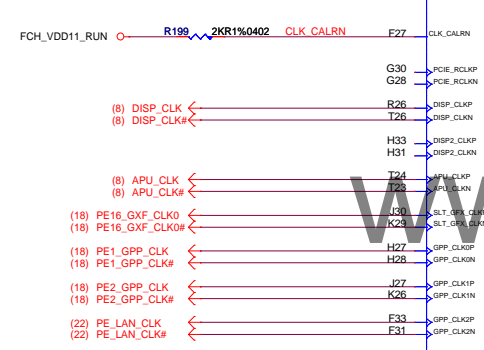 FCH_VDD11_RUN R199 2KR1%0402 CLK_CALRN F27 CLK_CALRN
G30 PCIE_RCLKP
G28 PCIE_RCLKN
(8) DISP_CLK R26 DISP_CLKP
(8) DISP_CLK# T26 DISP_CLKN
H33 DISP2_CLKP
H31 DISP2_CLKN
(8) APU_CLK T24 APU_CLKP
(8) APU_CLK# T23 APU_CLKN
(18) PE16_GXF_CLK0 J30 SLT_GFX_CLKP
(18) PE16_GXF_CLK0# K29 SLT_GFX_CLKN
(18) PE1_GPP_CLK H27 GPP_CLK0P
(18) PE1_GPP_CLK# H28 GPP_CLK0N
(18) PE2_GPP_CLK J27 GPP_CLK1P
(18) PE2_GPP_CLK# K26 GPP_CLK1N
(22) PE_LAN_CLK F33 GPP_CLK2P
(22) PE_LAN_CLK# F31 GPP_CLK2N